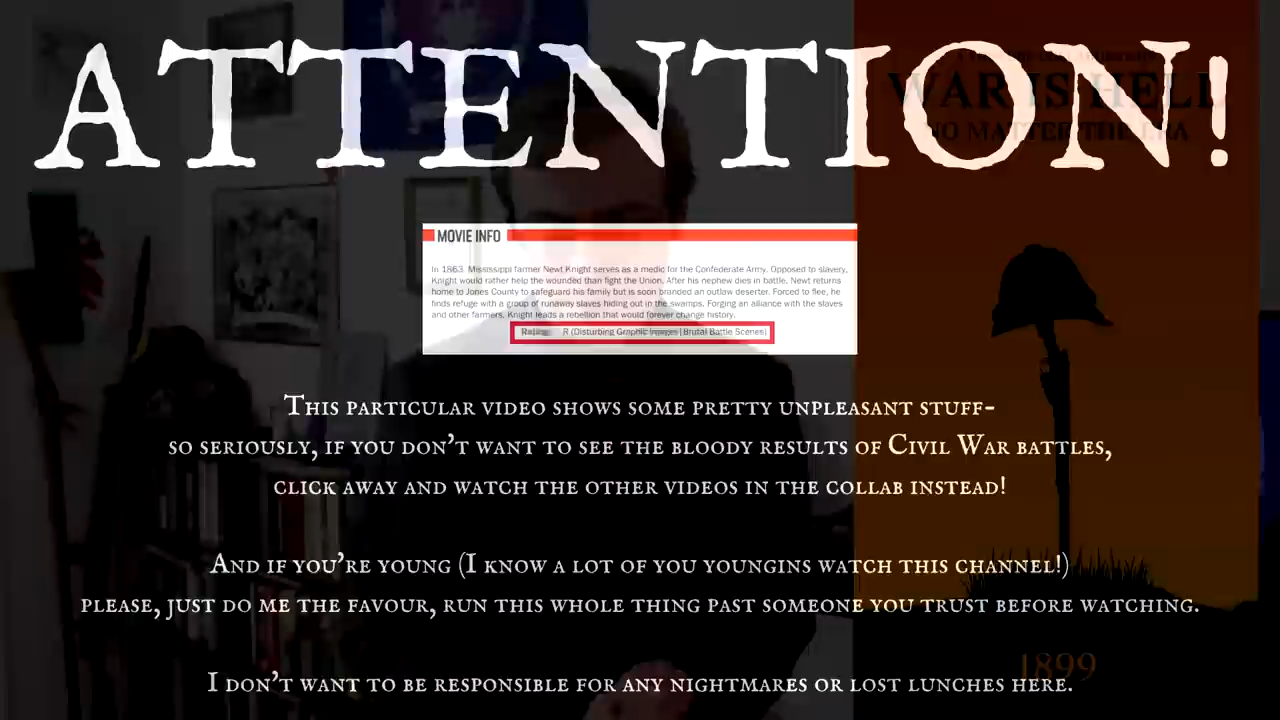 ATTENTION!
WAR IS HELL
NO MATTER THE ERA
MOVIE INFO
In 1863, Mississippi farmer Newt Knight serves as a medic for the Confederate Army. Opposed to slavery,
Knight would rather help the wounded than fight the Union. After his nephew dies in battle, Newt returns
home to Jones County to safeguard his family but is soon branded an outlaw deserter. Forced to flee, he
finds refuge with a group of runaway slaves hiding out in the swamps. Forging an alliance with the slaves
and other farmers, Knight leads a rebellion that would forever change history.
Rating: R (Disturbing Graphic Images|Brutal Battle Scenes)
This particular video shows some pretty unpleasant stuff-
so seriously, if you don't want to see the bloody results of Civil War battles,
click away and watch the other videos in the collab instead!
And if you're young (I know a lot of you youngins watch this channel!)
please, just do me the favour, run this whole thing past someone you trust before watching.
1899
I don't want to be responsible for any nightmares or lost lunches here.